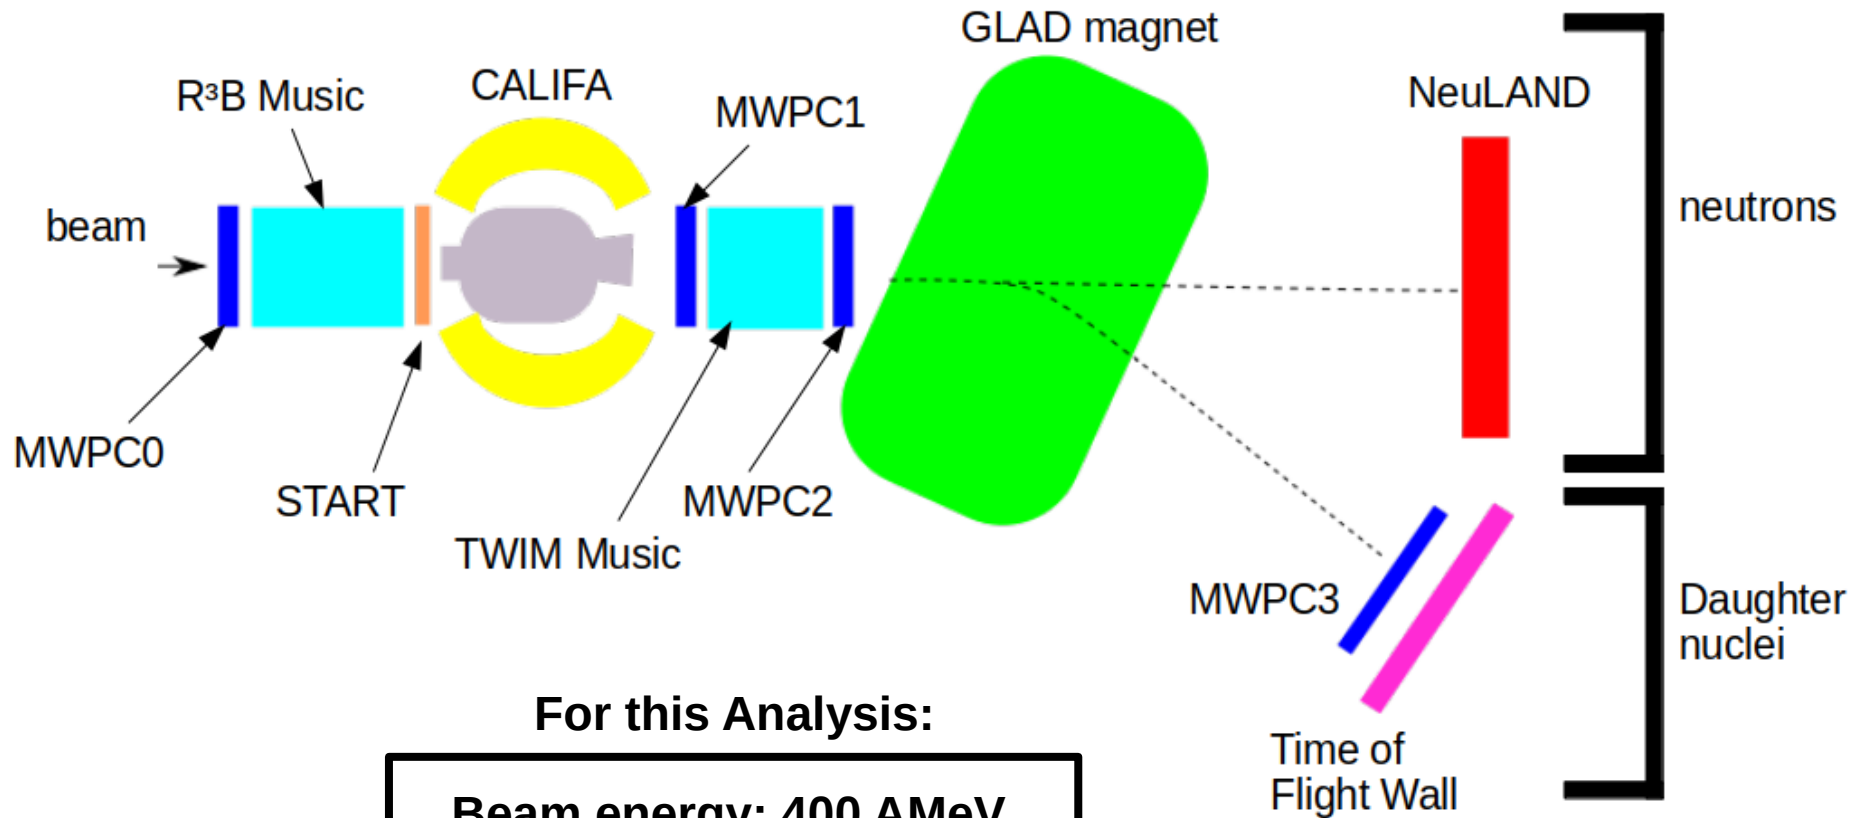 GLAD magnet
R³B Music
CALIFA
MWPC1
NeuLAND
beam
neutrons
MWPC0
START
MWPC2
TWIM Music
MWPC3
Daughter
nuclei
For this Analysis:
Time of
Flight Wall
Beam energy: 400 AMeV